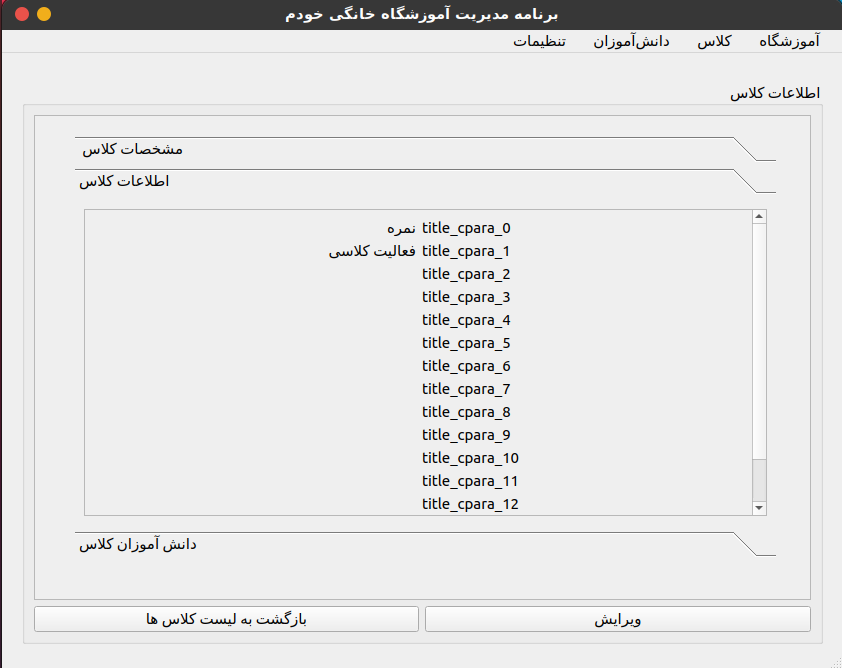 برنامه مدیریت آموزشگاه خانگی خودم
آموزشگاه کلاس دانش‌آموزان تنظیمات
اطلاعات کلاس
مشخصات کلاس
اطلاعات کلاس
title_cpara_0 نمره
title_cpara_1 فعالیت کلاسی
title_cpara_2
title_cpara_3
title_cpara_4
title_cpara_5
title_cpara_6
title_cpara_7
title_cpara_8
title_cpara_9
title_cpara_10
title_cpara_11
title_cpara_12
دانش آموزان کلاس
ویرایش
بازگشت به لیست کلاس ها